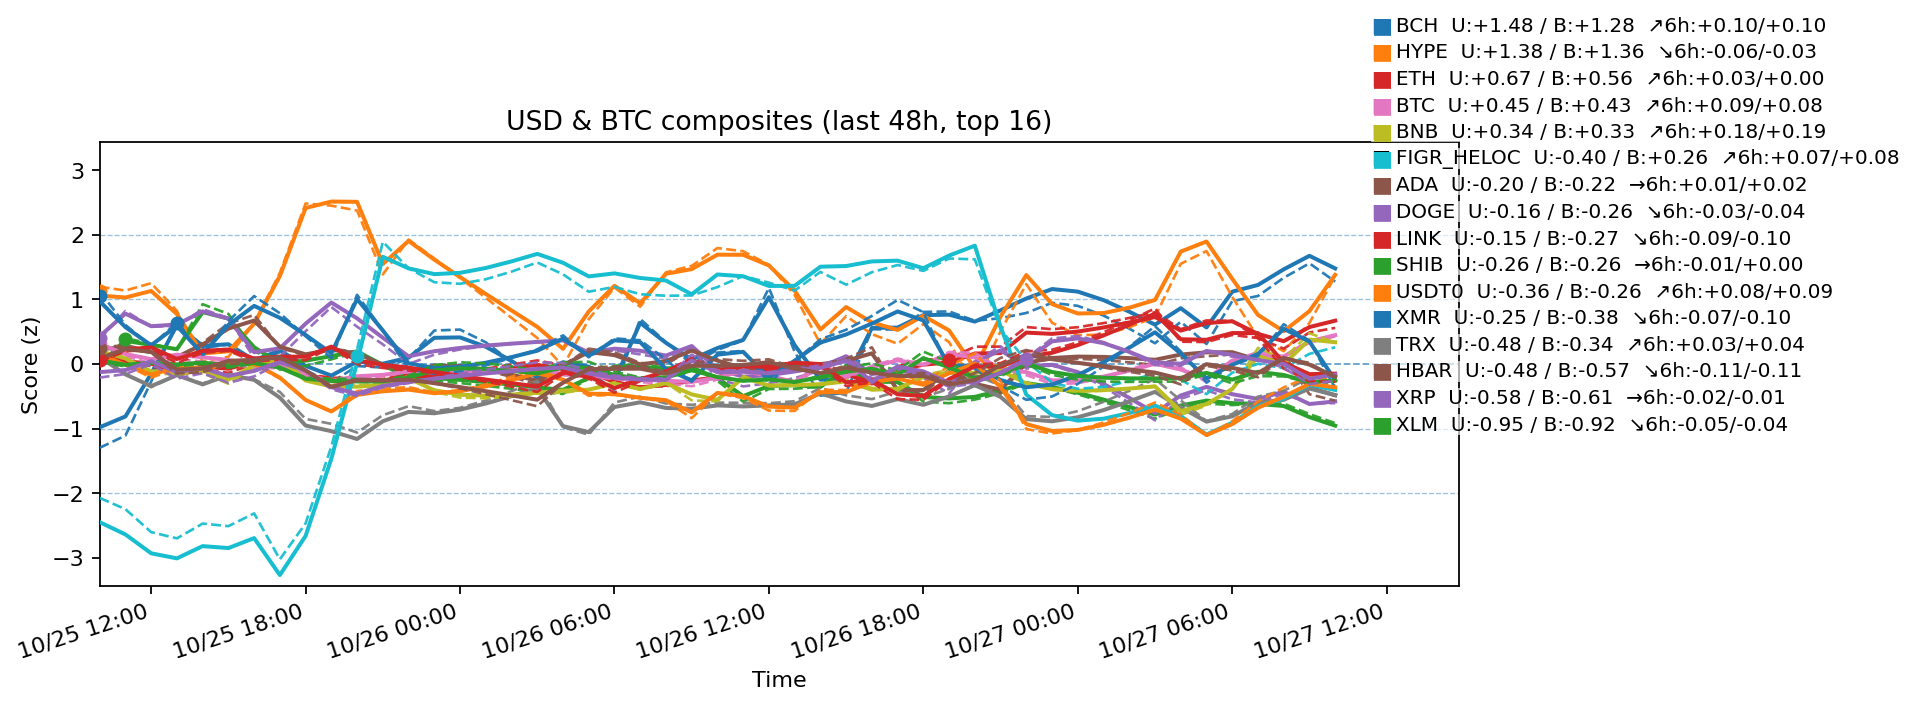 BCH U:+1.48 / B:+1.28 ↗6h:+0.10/+0.10
HYPE U:+1.38 / B:+1.36 ↘6h:-0.06/-0.03
ETH U:+0.67 / B:+0.56 ↗6h:+0.03/+0.00
BTC U:+0.45 / B:+0.43 ↗6h:+0.09/+0.08
BNB U:+0.34 / B:+0.33 ↗6h:+0.18/+0.19
FIGR_HELOC U:-0.40 / B:+0.26 ↗6h:+0.07/+0.08
ADA U:-0.20 / B:-0.22 →6h:+0.01/+0.02
DOGE U:-0.16 / B:-0.26 ↘6h:-0.03/-0.04
LINK U:-0.15 / B:-0.27 ↘6h:-0.09/-0.10
SHIB U:-0.26 / B:-0.26 →6h:-0.01/+0.00
USDT0 U:-0.36 / B:-0.26 ↗6h:+0.08/+0.09
XMR U:-0.25 / B:-0.38 ↘6h:-0.07/-0.10
TRX U:-0.48 / B:-0.34 ↗6h:+0.03/+0.04
HBAR U:-0.48 / B:-0.57 ↘6h:-0.11/-0.11
XRP U:-0.58 / B:-0.61 →6h:-0.02/-0.01
XLM U:-0.95 / B:-0.92 ↘6h:-0.05/-0.04
USD & BTC composites (last 48h, top 16)
Score (z)
3
2
1
0
−1
−2
−3
10/25 12:00
10/25 18:00
10/26 00:00
10/26 06:00
10/26 12:00
10/26 18:00
10/27 00:00
10/27 06:00
10/27 12:00
Time